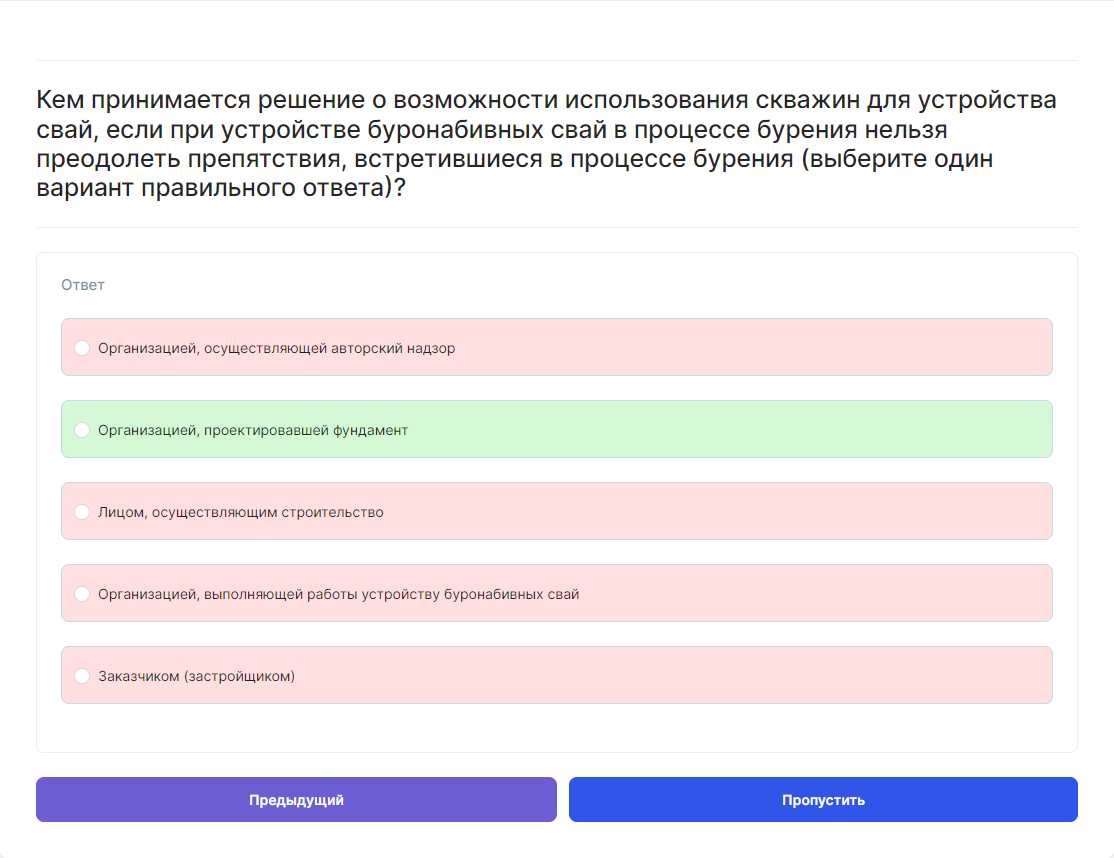 Кем принимается решение о возможности использования скважин для устройства
свай, если при устройстве буронабивных свай в процессе бурения нельзя
преодолеть препятствия, встретившиеся в процессе бурения (выберите один
вариант правильного ответа)?
Ответ
Организацией, осуществляющей авторский надзор
Организацией, проектировавшей фундамент
Лицом, осуществляющим строительство
Организацией, выполняющей работы устройству буронабивных свай
Заказчиком (застройщиком)
Предыдущий
Пропустить